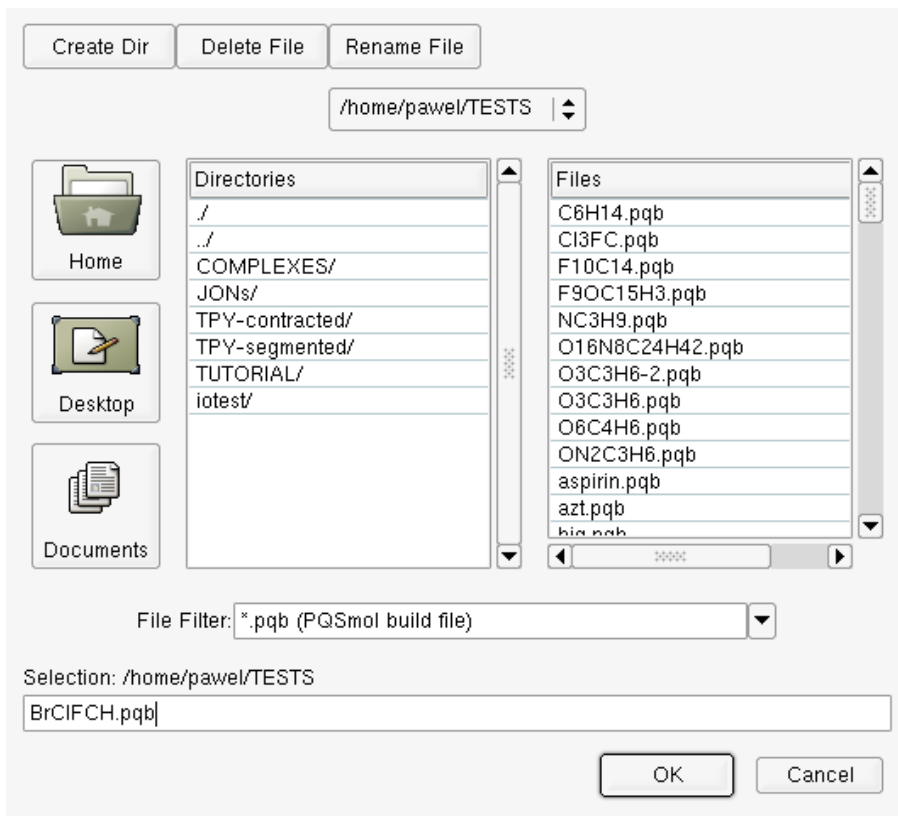 Create Dir
Delete File
Rename File
/home/pawel/TESTS
Home
Desktop
Documents
Directories
./
../
COMPLEXES/
JONs/
TPY-contracted/
TPY-segmented/
TUTORIAL/
iotest/
Files
C6H14.pqb
Cl3FC.pqb
F10C14.pqb
F9OC15H3.pqb
NC3H9.pqb
O16N8C24H42.pqb
O3C3H6-2.pqb
O3C3H6.pqb
O6C4H6.pqb
ON2C3H6.pqb
aspirin.pqb
azt.pqb
File Filter: *.pqb (PQSmol build file)
Selection: /home/pawel/TESTS
BrClFCH.pqb
OK
Cancel